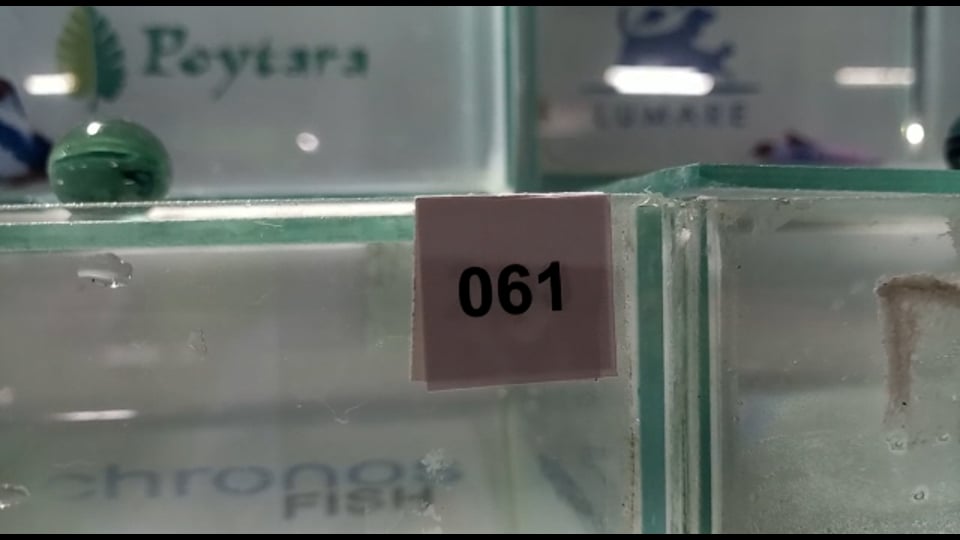 Poytara
LUMARE
061
chronos
FISH